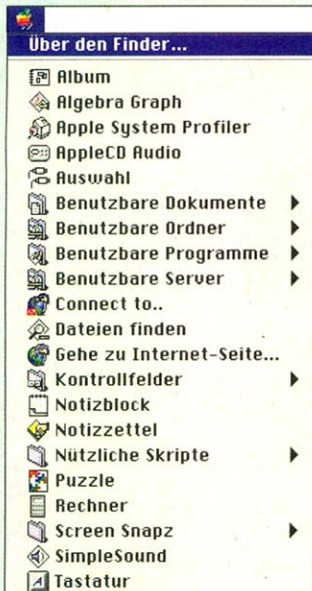 Über den Finder...
Album
Algebra Graph
Apple System Profiler
AppleCD Audio
Auswahl
Benutzbare Dokumente
Benutzbare Ordner
Benutzbare Programme
Benutzbare Server
Connect to..
Dateien finden
Gehe zu Internet-Seite...
Kontrollfelder
Notizblock
Notizzettel
Nützliche Skripte
Puzzle
Rechner
Screen Snapz
SimpleSound
Tastatur